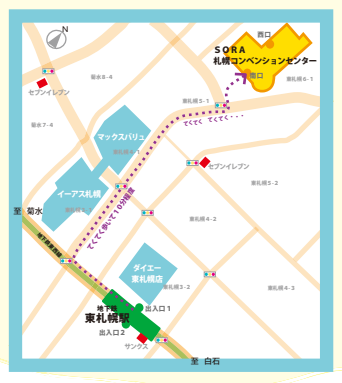 N
西口
SORA
札幌コンベンションセンター
南口
東札幌6-1
菊水8-4
セブンイレブン
東札幌5-1
てくてく てくてく・・・
菊水7-4
マックスバリュ
東札幌4-1
セブンイレブン
東札幌5-2
イーアス札幌
てくてく歩いて10分程度
至 菊水
東札幌4-2
地下鉄東西線
ダイエー
東札幌店
東札幌3-2
東札幌4-3
地下鉄
東札幌駅
出入口1
出入口2
サンクス
至 白石